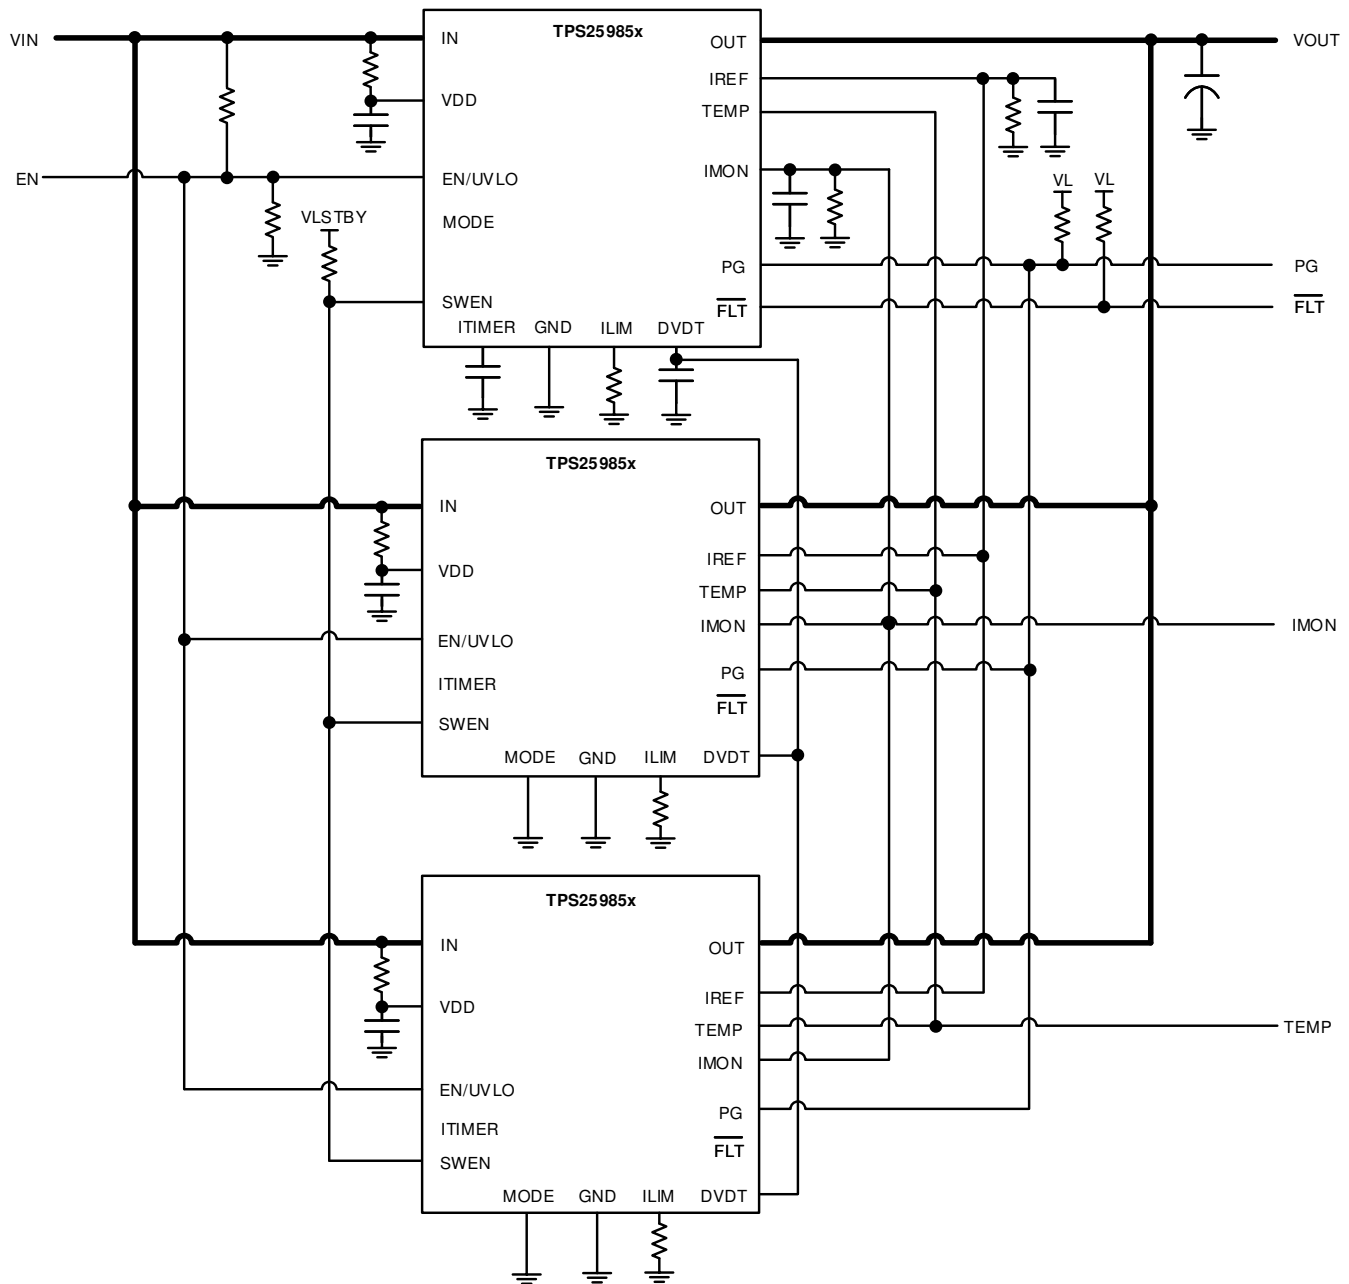 TPS25985x
VIN
IN
OUT
VOUT
IREF
VDD
TEMP
IMON
EN
EN/UVLO
VL
VL
VLSTBY
MODE
PG
PG
SWEN
FLT
FLT
ITIMER
GND
ILIM
DVDT
TPS25985x
IN
OUT
IREF
VDD
TEMP
IMON
IMON
EN/UVLO
PG
ITIMER
FLT
SWEN
MODE
GND
ILIM
DVDT
TPS25985x
IN
OUT
IREF
VDD
TEMP
TEMP
IMON
EN/UVLO
PG
ITIMER
FLT
SWEN
MODE
GND
ILIM
DVDT